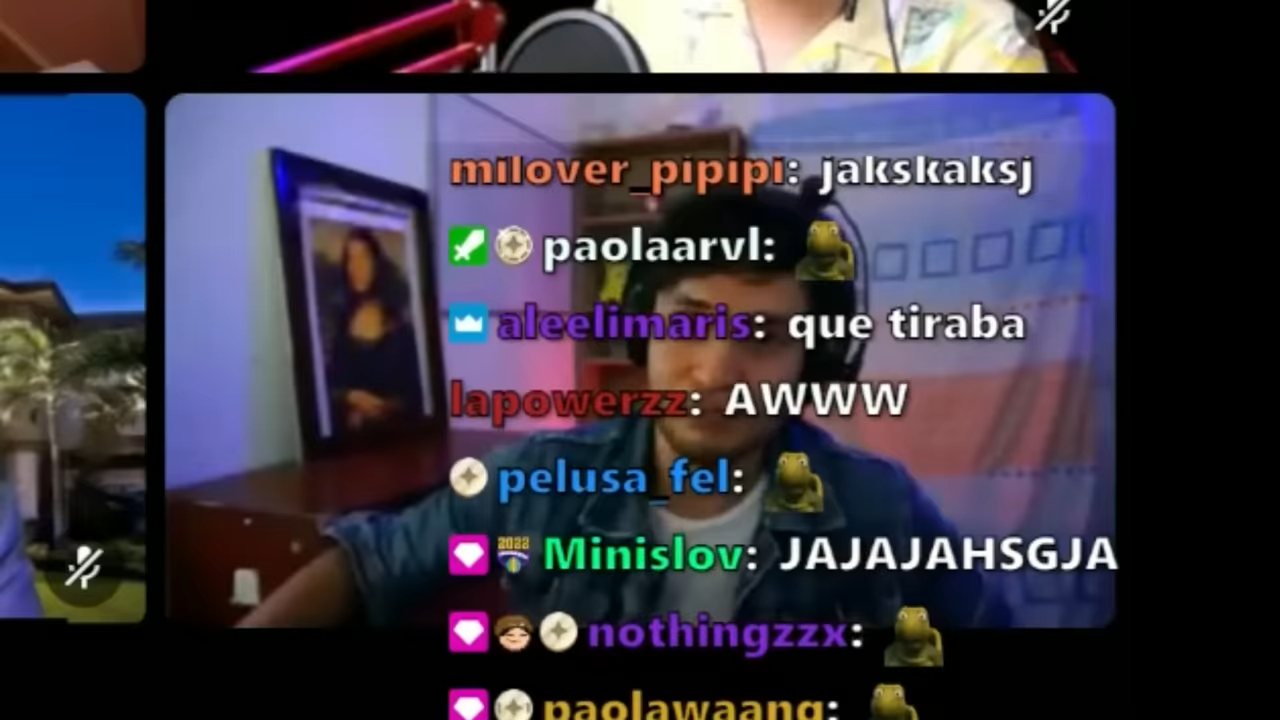 milover_pipipi: jakskaksj
paolaarvl:
aleelimaris: que tiraba
lapowerzz: AWWW
pelusa_fel:
2022 Minislov: JAJAJAHSGJA
nothingzzx:
paolawaang: